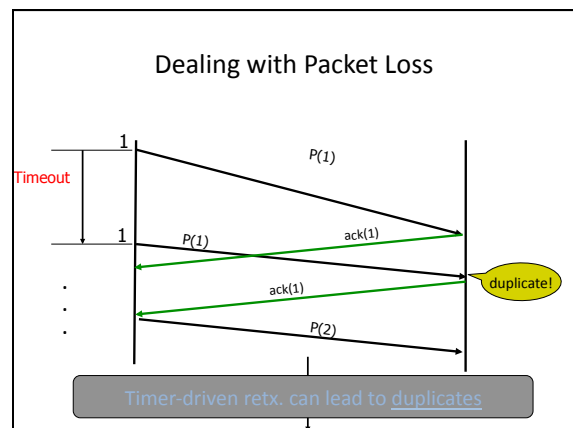 Dealing with Packet Loss
1
P(1)
Timeout
ack(1)
1
P(1)
duplicate!
ack(1)
P(2)
Timer-driven retx. can lead to duplicates